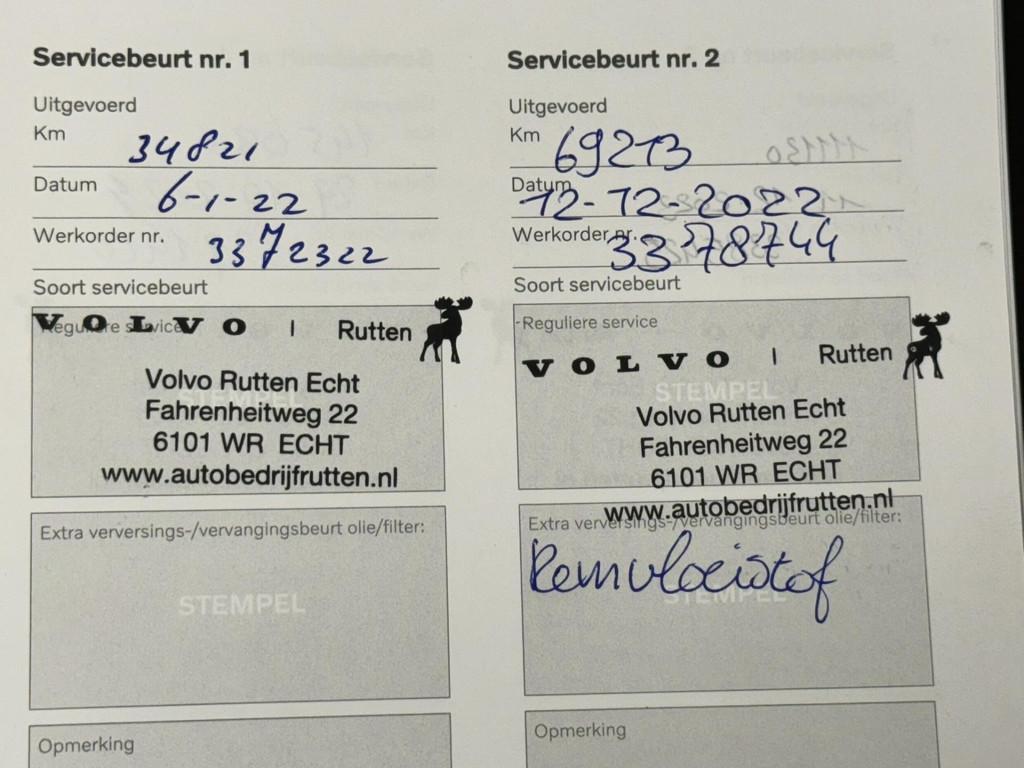 Servicebeurt nr. 1
Uitgevoerd
Km 34821
Datum 6-1-22
Werkorder nr. 3372322
Soort servicebeurt
Reguliere service
VOLVO | Rutten
Volvo Rutten Echt
STEMPEL
Fahrenheitweg 22
6101 WR ECHT
www.autobedrijfrutten.nl
Extra verversings-/vervangingsbeurt olie/filter:
STEMPEL
Opmerking
Servicebeurt nr. 2
Uitgevoerd
Km 69213
Datum 12-12-2022
Werkorder nr. 3378744
Soort servicebeurt
-Reguliere service
VOLVO | Rutten
STEMPEL
Volvo Rutten Echt
Fahrenheitweg 22
6101 WR ECHT
www.autobedrijfrutten.nl
Extra verversings-/vervangingsbeurt olie/filter:
Remvloeistof
STEMPEL
Opmerking